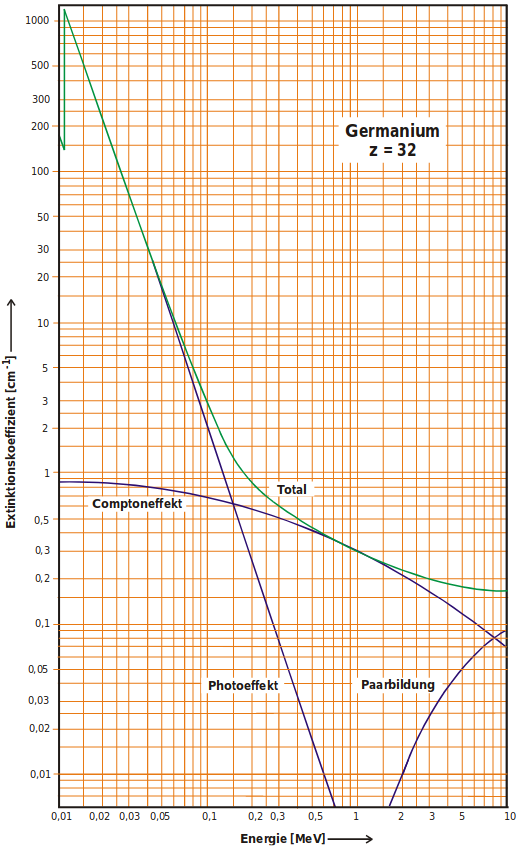 1000
500
300
200
100
50
30
20
10
5
3
2
1
0,5
0,3
0,2
0,1
0,05
0,03
0,02
0,01
Extinktionskoeffizient [cm⁻¹]
Germanium
z = 32
Total
Comptoneffekt
Photoeffekt
Paarbildung
0,01 0,02 0,03 0,05 0,1 0,2 0,3 0,5 1 2 3 5 10
Energie [MeV]